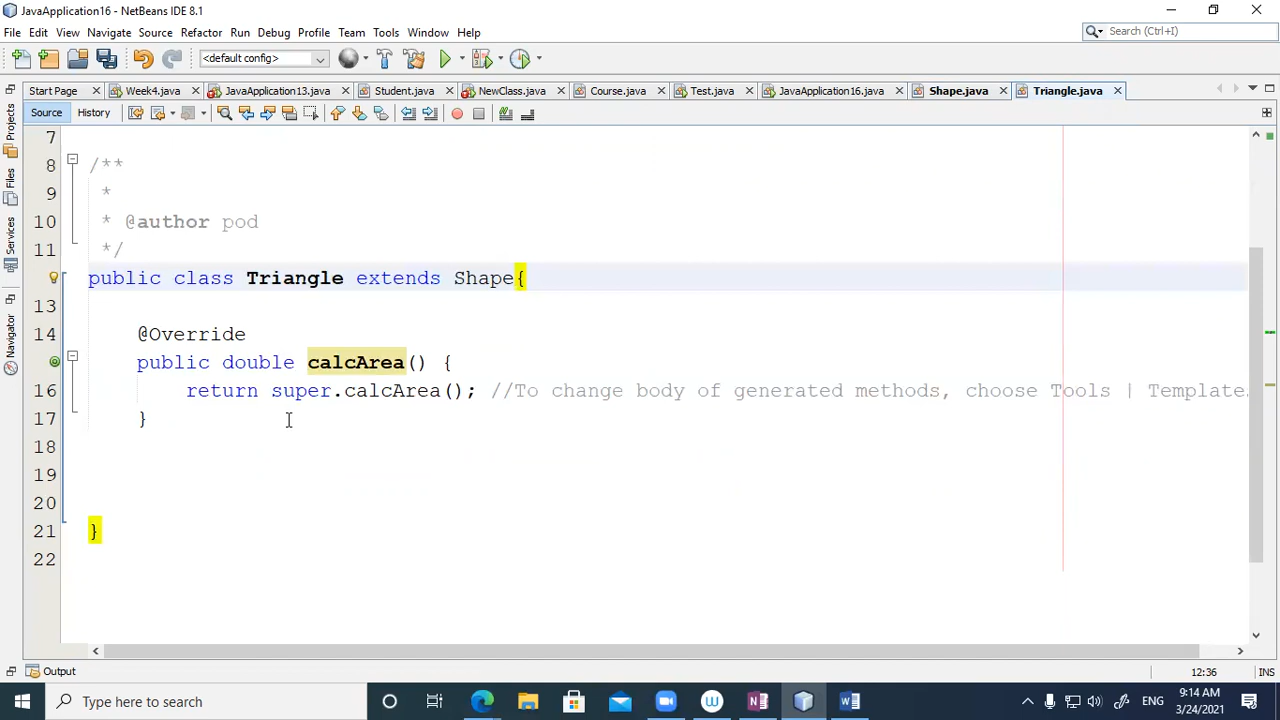 JavaApplication16 - NetBeans IDE 8.1
File Edit View Navigate Source Refactor Run Debug Profile Team Tools Window Help
Search (Ctrl+I)
<default config>
Start Page Week4.java JavaApplication13.java Student.java NewClass.java Course.java Test.java JavaApplication16.java Shape.java Triangle.java
Source History
Projects
Files
Services
Navigator
7
8 /**
9 *
10 * @author pod
11 */
public class Triangle extends Shape{
13
14 @Override
public double calcArea() {
16 return super.calcArea(); //To change body of generated methods, choose Tools | Templates
17 }
18
19
20
21 }
22
Output
12:36 INS
Type here to search
ENG
9:14 AM
3/24/2021